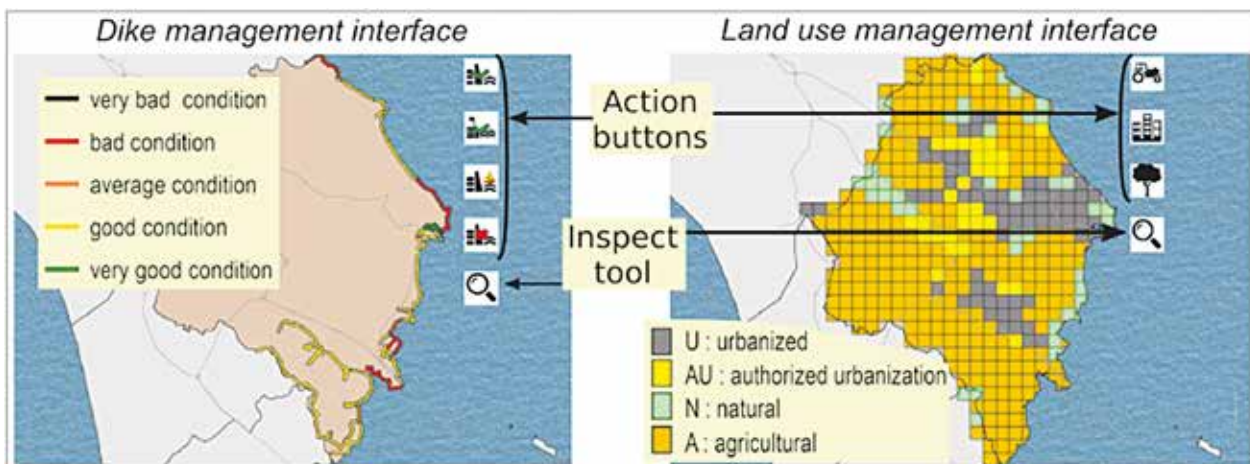 Dike management interface
Land use management interface
very bad condition
bad condition
average condition
good condition
very good condition
Action
buttons
Inspect
tool
U : urbanized
AU : authorized urbanization
N : natural
A : agricultural